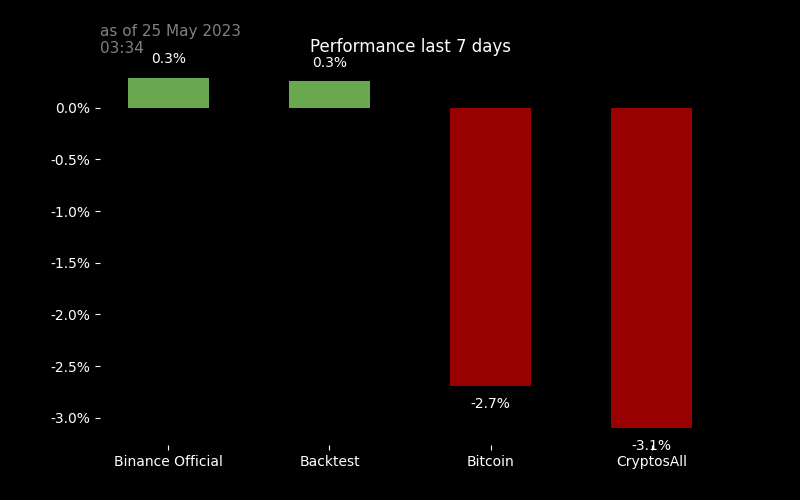 as of 25 May 2023
03:34
Performance last 7 days
0.3%
0.3%
0.0%
-0.5%
-1.0%
-1.5%
-2.0%
-2.5%
-3.0%
-2.7%
-3.1%
Binance Official
Backtest
Bitcoin
CryptosAll